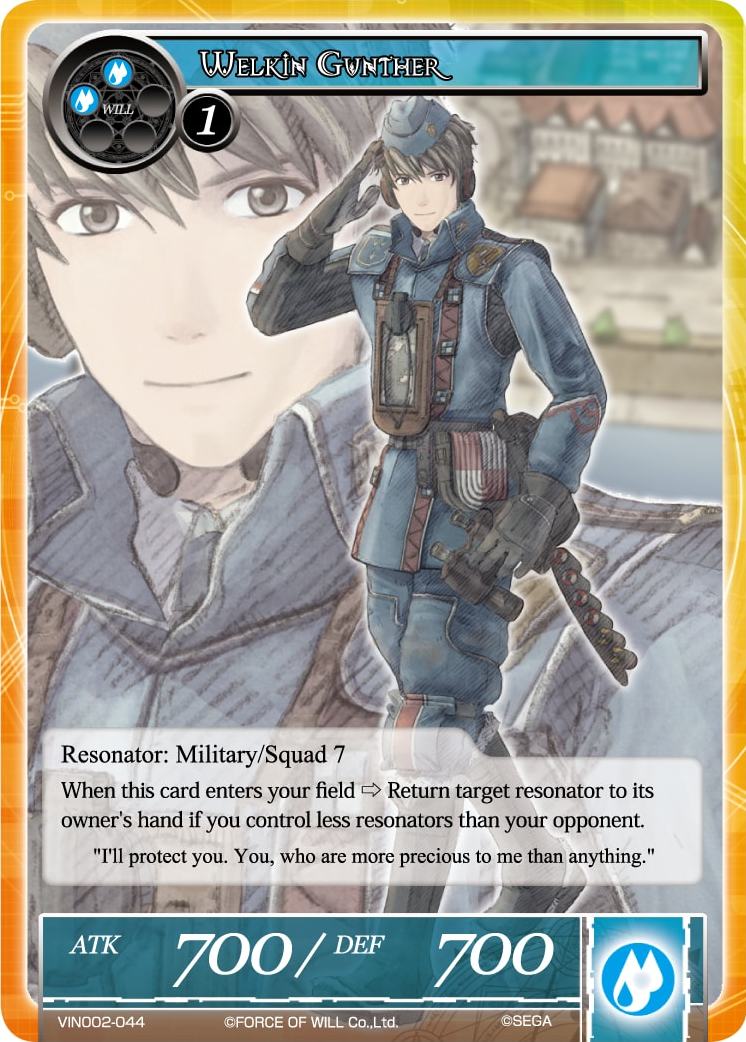 Welkin Gunther
WILL
1
Resonator: Military/Squad 7
When this card enters your field ⇨ Return target resonator to its
owner's hand if you control less resonators than your opponent.
"I'll protect you. You, who are more precious to me than anything."
ATK 700 / DEF 700
VIN002-044 ©FORCE OF WILL Co.,Ltd. ©SEGA